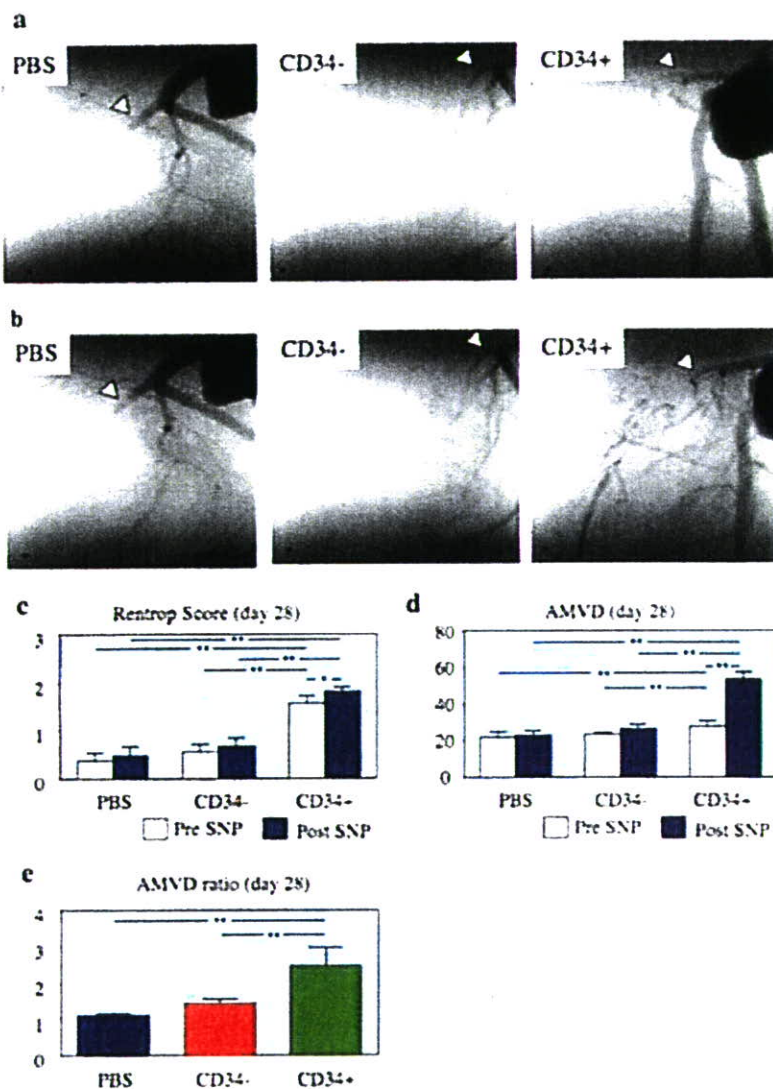 a
PBS CD34- CD34+
b
PBS CD34- CD34+
c Rentrop Score (day 28)
3
2
1
0
** 
**
**
**
*
PBS CD34- CD34+
Pre SNP Post SNP
d AMVD (day 28)
80
60
40
20
0
**
**
**
**
**
PBS CD34- CD34+
Pre SNP Post SNP
e AMVD ratio (day 28)
4
3
2
1
0
**
**
PBS CD34- CD34+